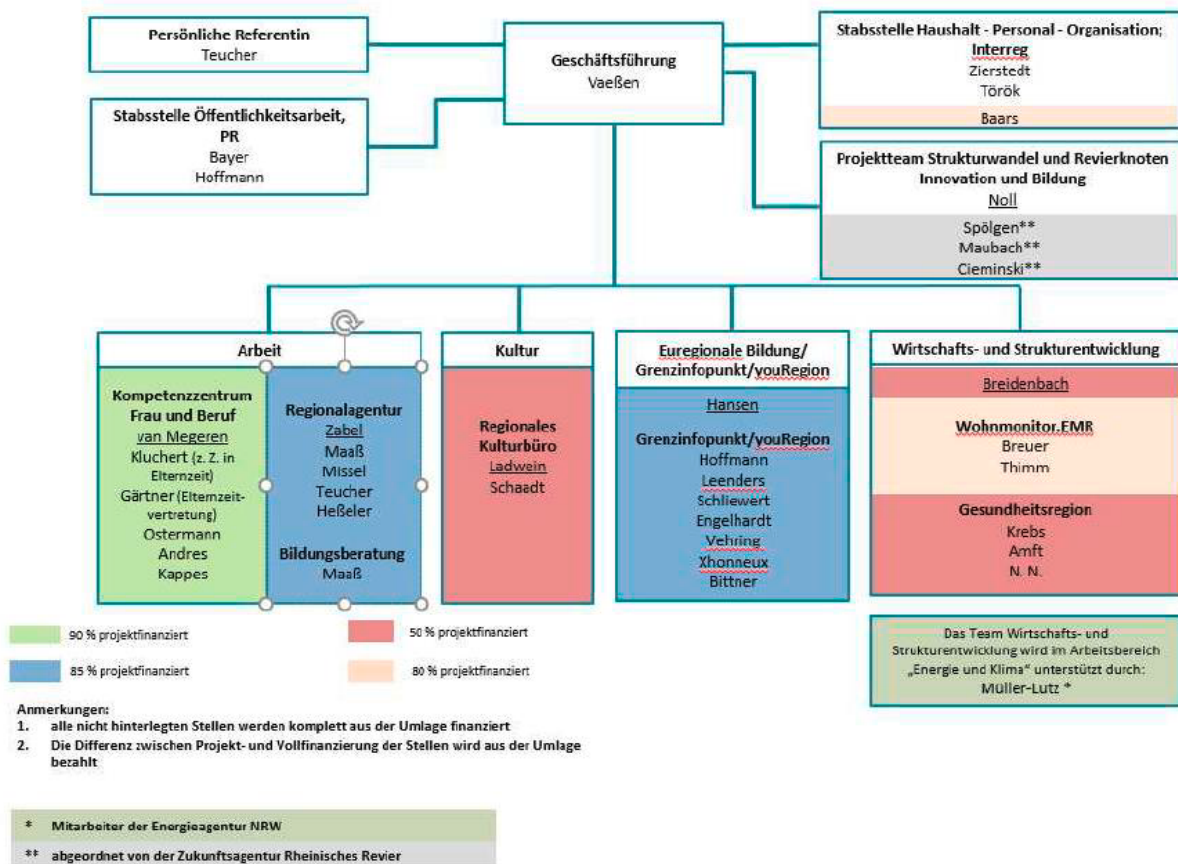 Persönliche Referentin
Teucher
Stabsstelle Öffentlichkeitsarbeit,
PR
Bayer
Hoffmann
Geschäftsführung
Vaeßen
Stabsstelle Haushalt - Personal - Organisation;
Interreg
Zierstedt
Török
Baars
Projektteam Strukturwandel und Revierknoten
Innovation und Bildung
Noll
Spölgen**
Maubach**
Cieminski**
Arbeit
Kompetenzzentrum
Frau und Beruf
van Megeren
Kluchert (z. Z. in
Elternzeit)
Gärtner (Elternzeit-
vertretung)
Ostermann
Andres
Kappes
Regionalagentur
Zabel
Maaß
Missel
Teucher
Heßeler
Bildungsberatung
Maaß
Kultur
Regionales
Kulturbüro
Ladwein
Schaadt
Euregionale Bildung/
Grenzinfopunkt/youRegion
Hansen
Grenzinfopunkt/youRegion
Hoffmann
Leenders
Schliewert
Engelhardt
Vehring
Xhonneux
Bittner
Wirtschafts- und Strukturentwicklung
Breidenbach
Wohnmonitor.EMR
Breuer
Thimm
Gesundheitsregion
Krebs
Amft
N. N.
Das Team Wirtschafts- und
Strukturentwicklung wird im Arbeitsbereich
„Energie und Klima“ unterstützt durch:
Müller-Lutz *
90 % projektfinanziert
50 % projektfinanziert
85 % projektfinanziert
80 % projektfinanziert
Anmerkungen:
1. alle nicht hinterlegten Stellen werden komplett aus der Umlage finanziert
2. Die Differenz zwischen Projekt- und Vollfinanzierung der Stellen wird aus der Umlage
bezahlt
* Mitarbeiter der Energieagentur NRW
** abgeordnet von der Zukunftsagentur Rheinisches Revier